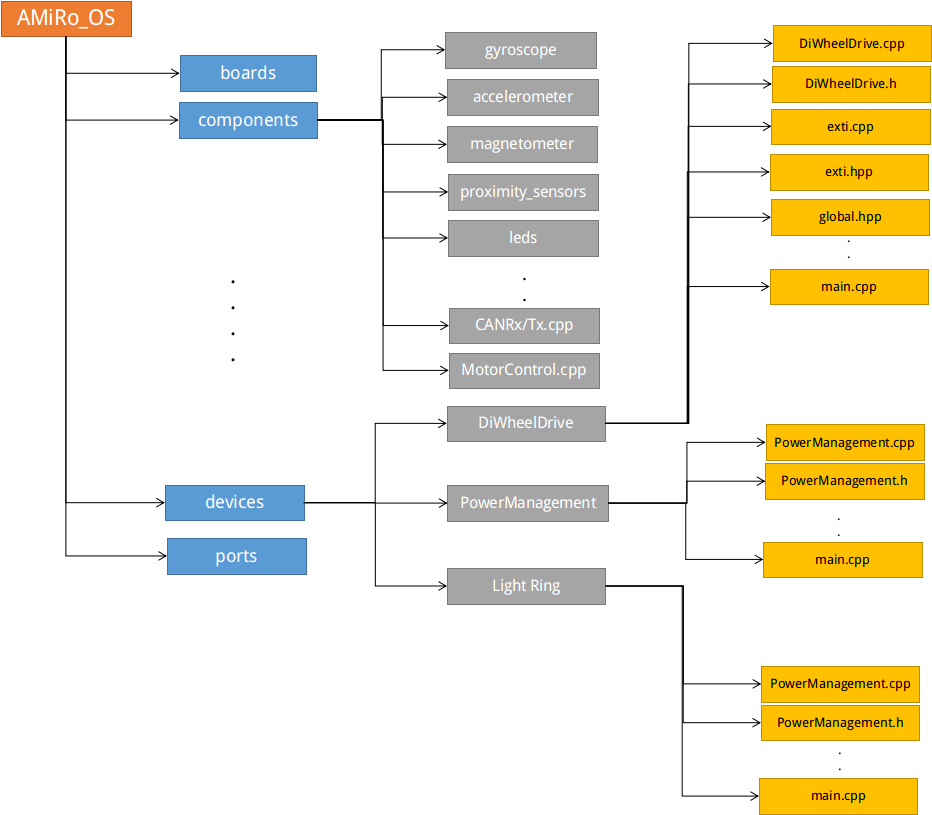 AMiRo_OS
boards
components
devices
ports
gyroscope
accelerometer
magnetometer
proximity_sensors
leds
CANRx/Tx.cpp
MotorControl.cpp
DiWheelDrive
PowerManagement
Light Ring
DiWheelDrive.cpp
DiWheelDrive.h
exti.cpp
exti.hpp
global.hpp
main.cpp
PowerManagement.cpp
PowerManagement.h
main.cpp
PowerManagement.cpp
PowerManagement.h
main.cpp